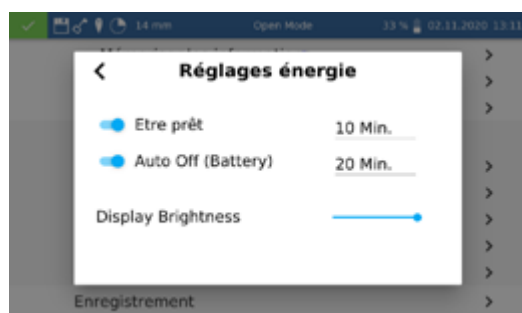 14 mm Open Mode 33 % 02.11.2020 13:11
Réglages énergie
Etre prêt 10 Min.
Auto Off (Battery) 20 Min.
Display Brightness
Enregistrement